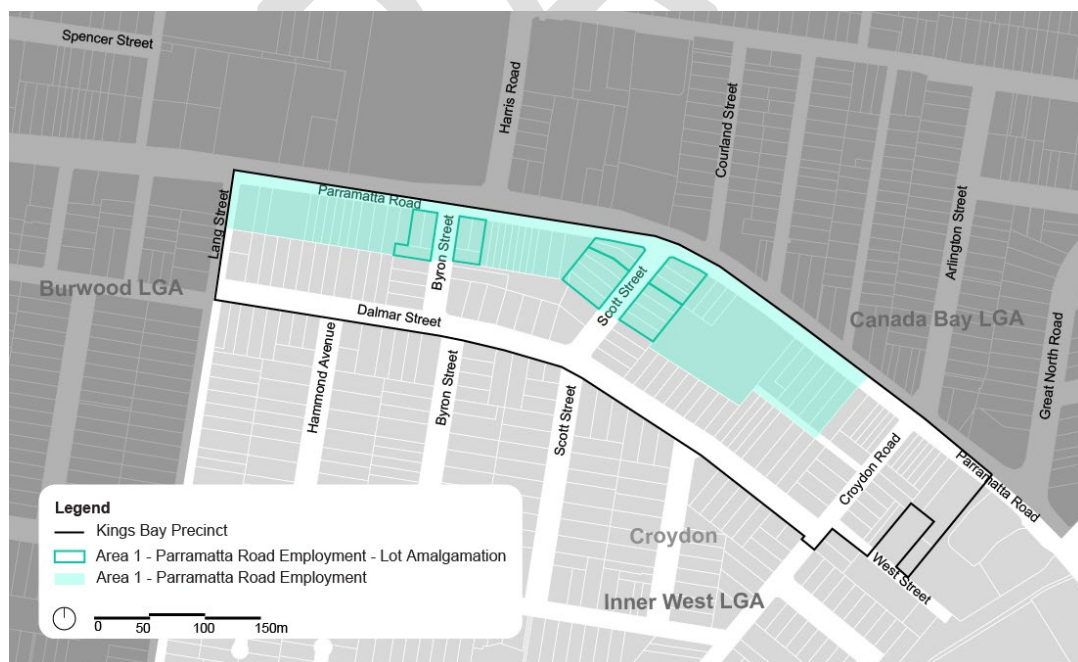 Spencer Street
Harris Road
Courland Street
Parramatta Road
Lang Street
Byron Street
Scott Street
Arlington Street
Burwood LGA
Dalmar Street
Canada Bay LGA
Great North Road
Hammond Avenue
Byron Street
Scott Street
Croydon Road
Parramatta Road
Croydon
West Street
Inner West LGA
Legend
Kings Bay Precinct
Area 1 - Parramatta Road Employment - Lot Amalgamation
Area 1 - Parramatta Road Employment
0 50 100 150m